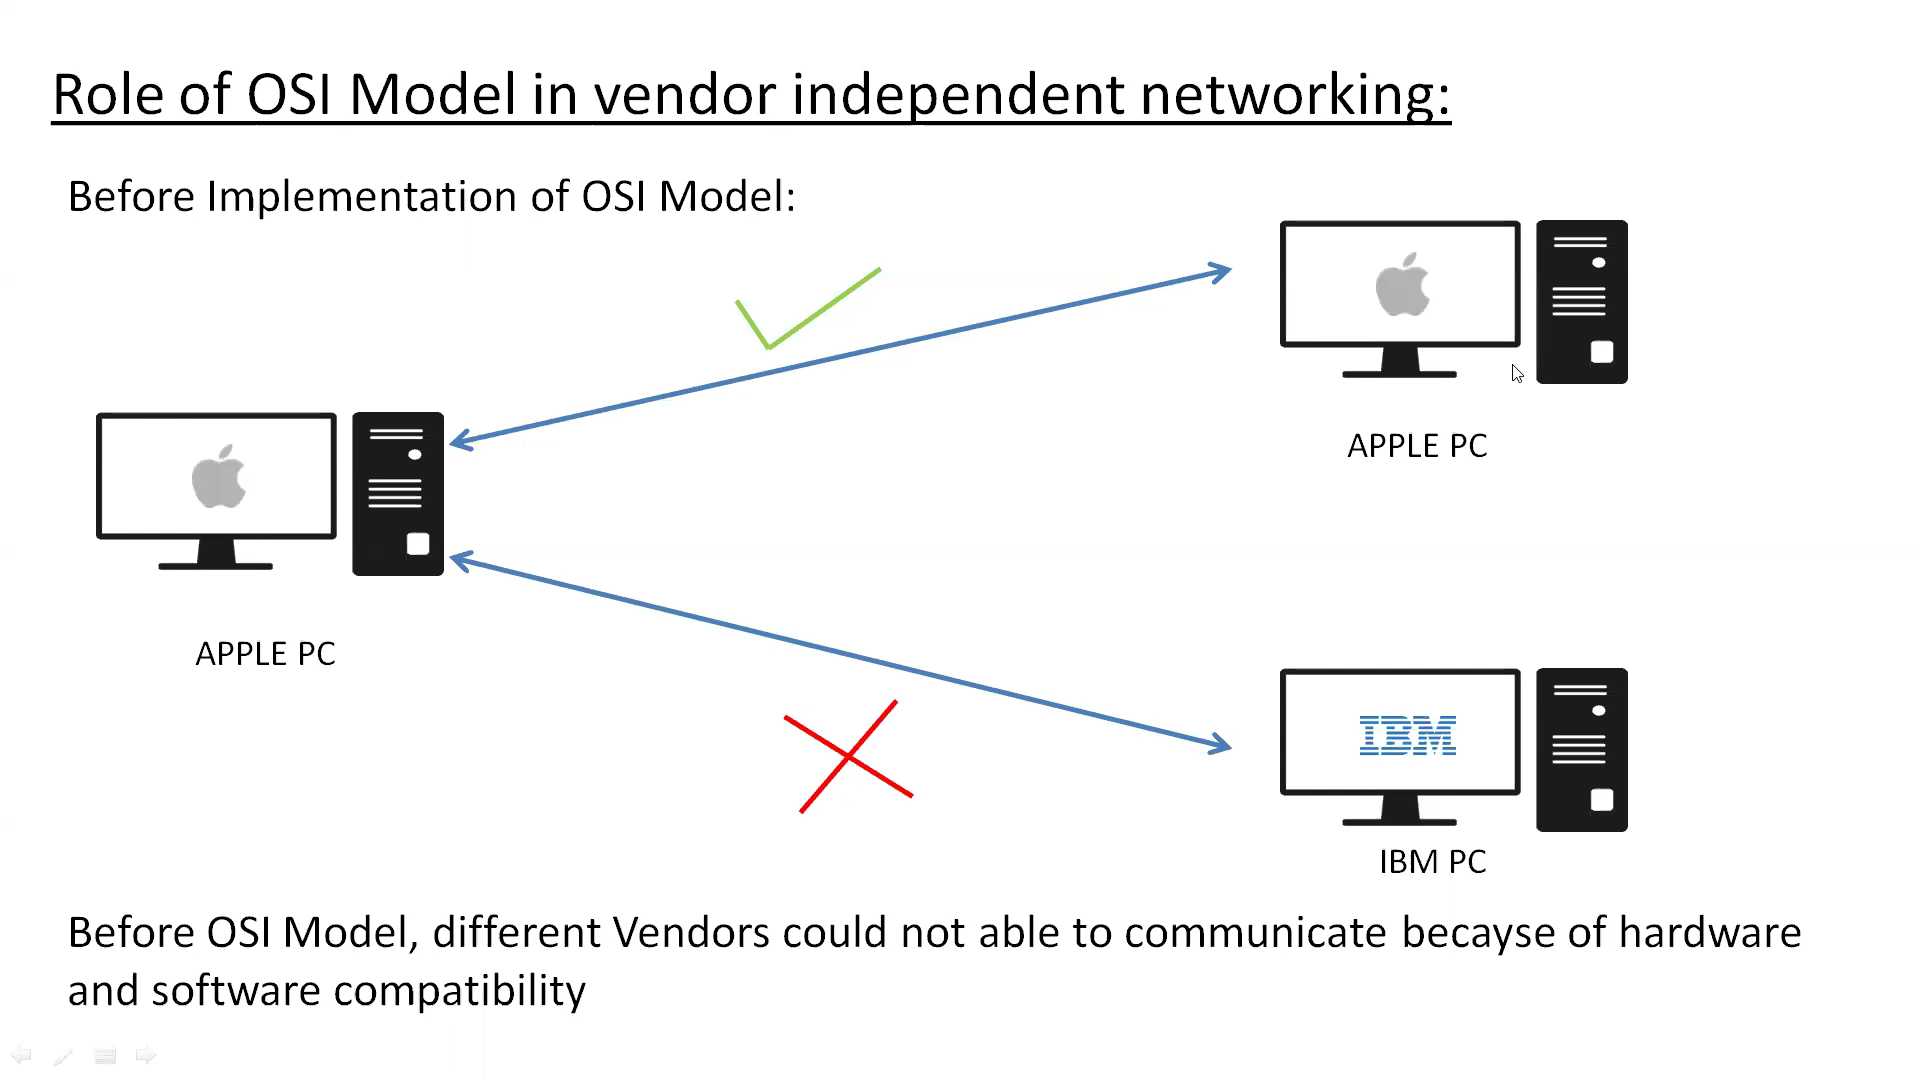 Role of OSI Model in vendor independent networking:
Before Implementation of OSI Model:
APPLE PC
APPLE PC
IBM
IBM PC
Before OSI Model, different Vendors could not able to communicate becayse of hardware
and software compatibility